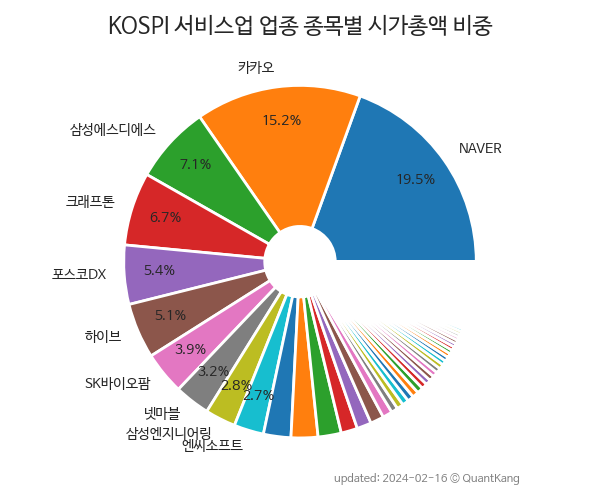 KOSPI 서비스업 업종 종목별 시가총액 비중
카카오
15.2%
NAVER
19.5%
삼성에스디에스
7.1%
크래프톤
6.7%
포스코DX
5.4%
하이브
5.1%
SK바이오팜
3.9%
넷마블
3.2%
삼성엔지니어링
2.8%
엔씨소프트
2.7%
updated: 2024-02-16 ⓒ QuantKang